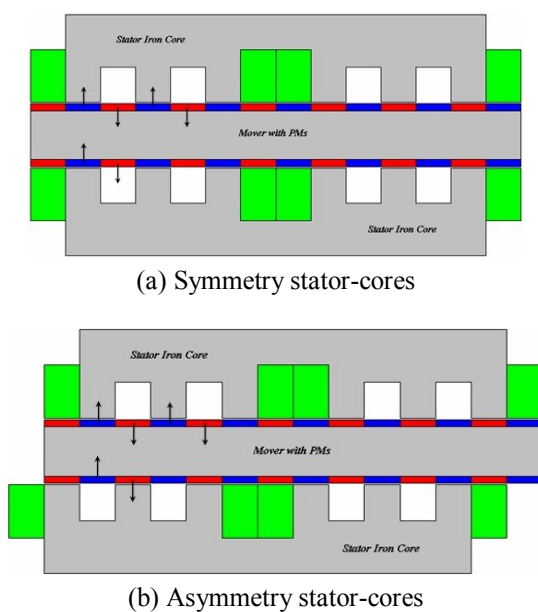 Stator Iron Core
Mover with PMs
Stator Iron Core
(a) Symmetry stator-cores
Stator Iron Core
Mover with PMs
Stator Iron Core
(b) Asymmetry stator-cores